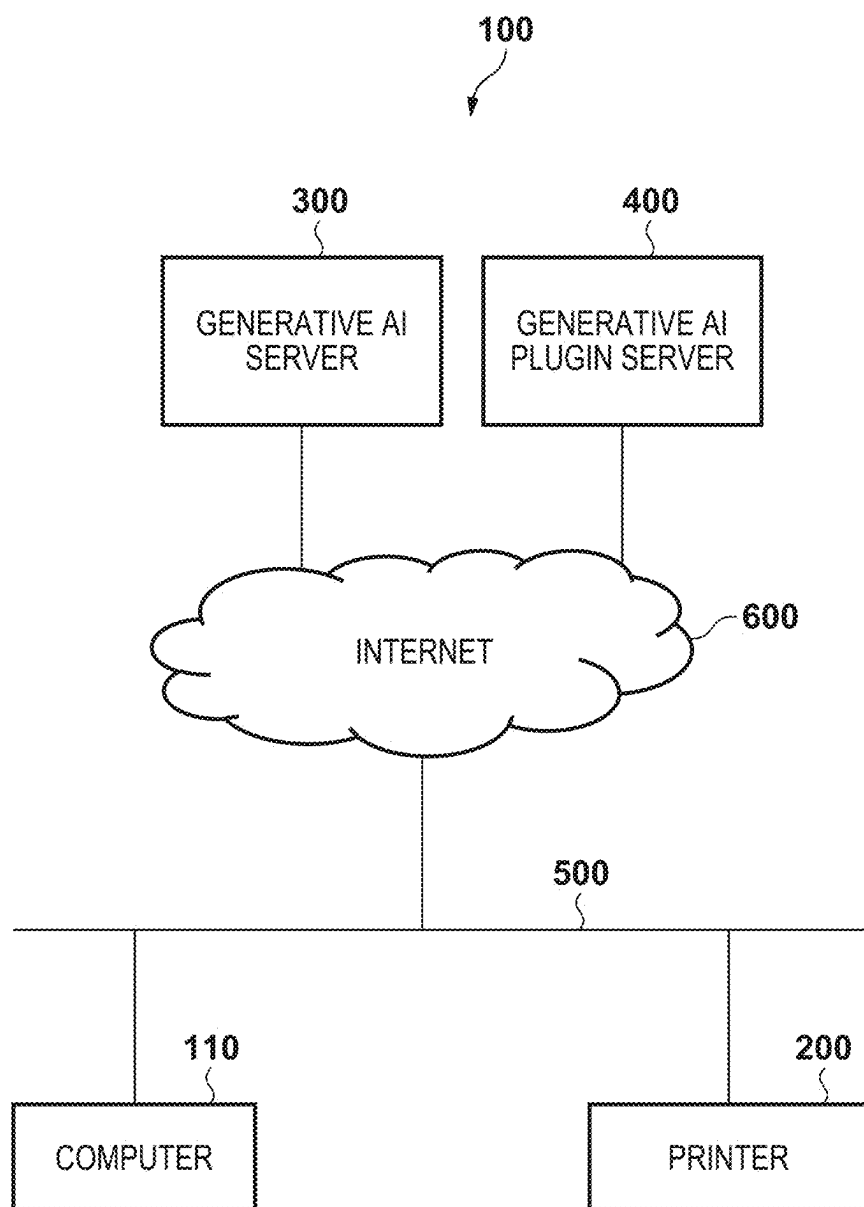 100
300
400
GENERATIVE AI
SERVER
GENERATIVE AI
PLUGIN SERVER
INTERNET
600
500
110
200
COMPUTER
PRINTER